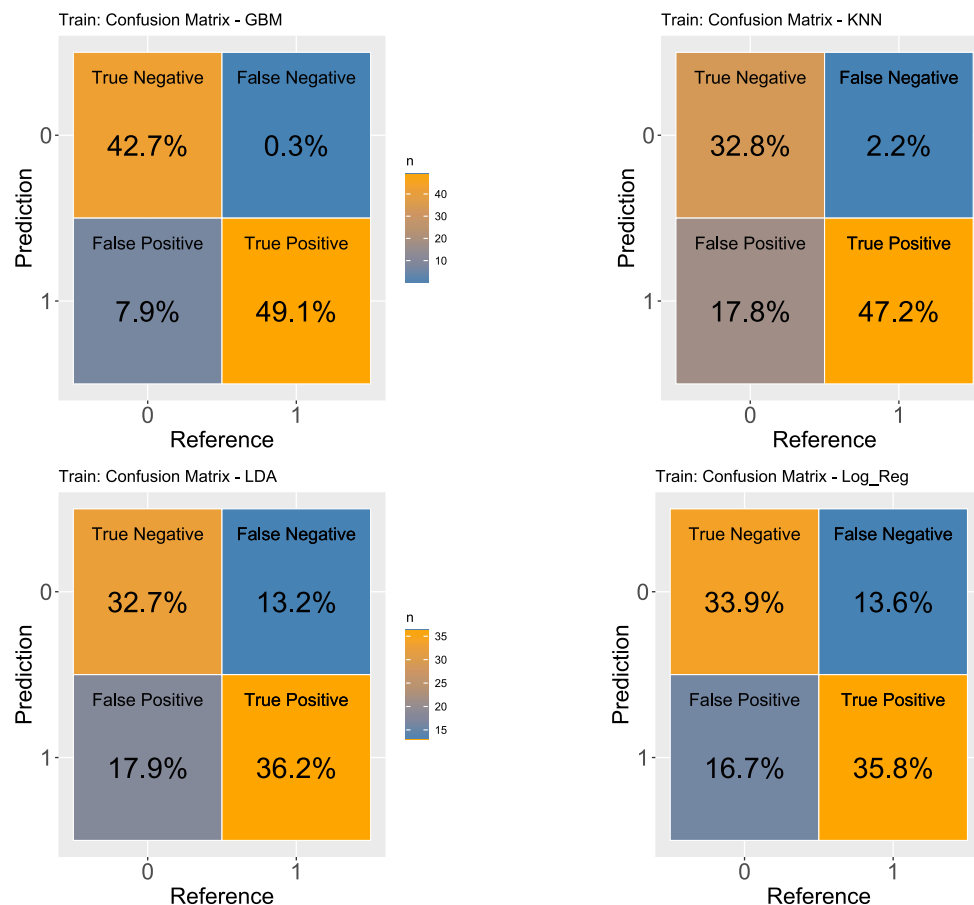 Train: Confusion Matrix - GBM
True Negative
False Negative
0
42.7%
0.3%
Prediction
False Positive
True Positive
1
7.9%
49.1%
0
1
Reference
n
40
30
20
10
Train: Confusion Matrix - KNN
True Negative
False Negative
0
32.8%
2.2%
Prediction
False Positive
True Positive
1
17.8%
47.2%
0
1
Reference
Train: Confusion Matrix - LDA
True Negative
False Negative
0
32.7%
13.2%
Prediction
False Positive
True Positive
1
17.9%
36.2%
0
1
Reference
n
35
30
25
20
15
Train: Confusion Matrix - Log_Reg
True Negative
False Negative
0
33.9%
13.6%
Prediction
False Positive
True Positive
1
16.7%
35.8%
0
1
Reference